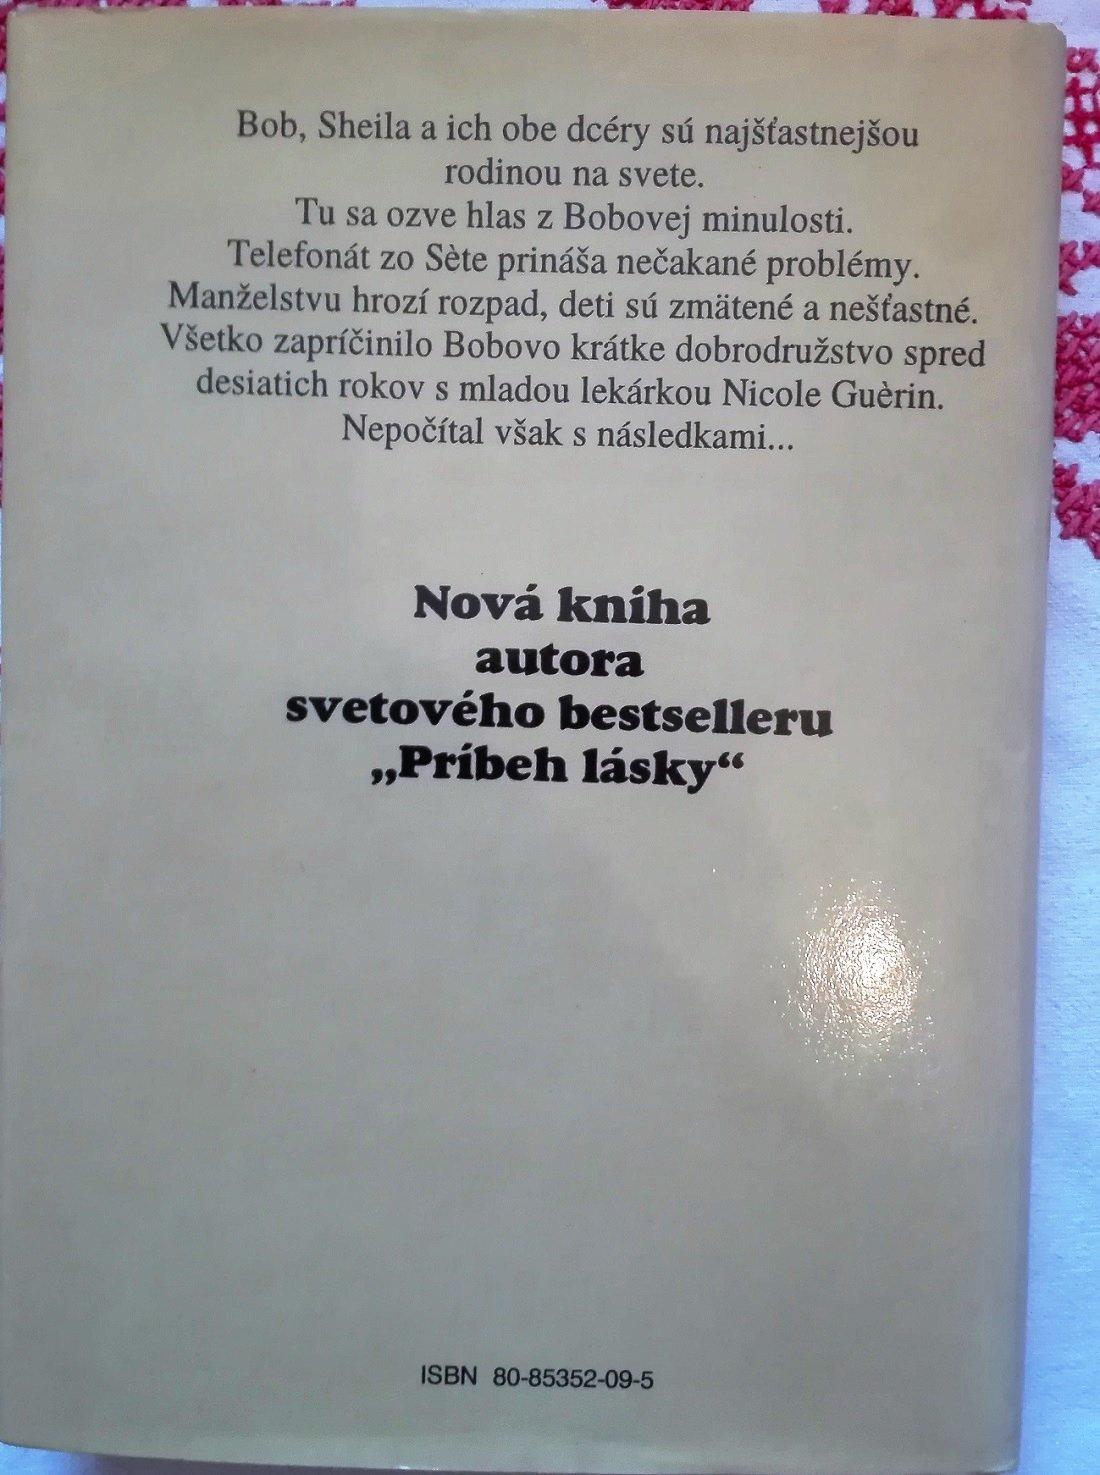 Bob, Sheila a ich obe dcéry sú najšťastnejšou
rodinou na svete.
Tu sa ozve hlas z Bobovej minulosti.
Telefonát zo Sète prináša nečakané problémy.
Manželstvu hrozí rozpad, deti sú zmätené a nešťastné.
Všetko zapríčinilo Bobovo krátke dobrodružstvo spred
desiatich rokov s mladou lekárkou Nicole Guèrin.
Nepočítal však s následkami...
Nová kniha
autora
svetového bestselleru
„Príbeh lásky“
ISBN 80-85352-09-5